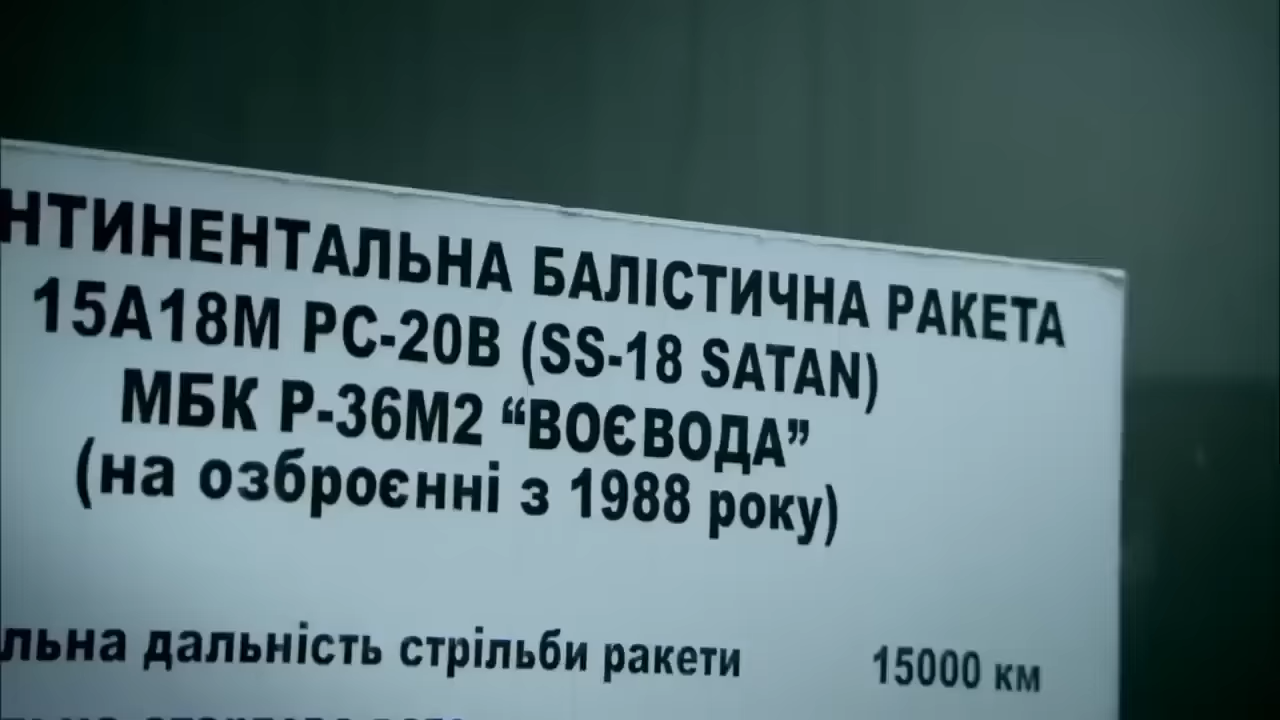 НТИНЕНТАЛЬНА БАЛІСТИЧНА РАКЕТА
15А18М РС-20В (SS-18 SATAN)
МБК Р-36М2 “ВОЄВОДА”
(на озброєнні з 1988 року)
льна дальність стрільби ракети 15000 км